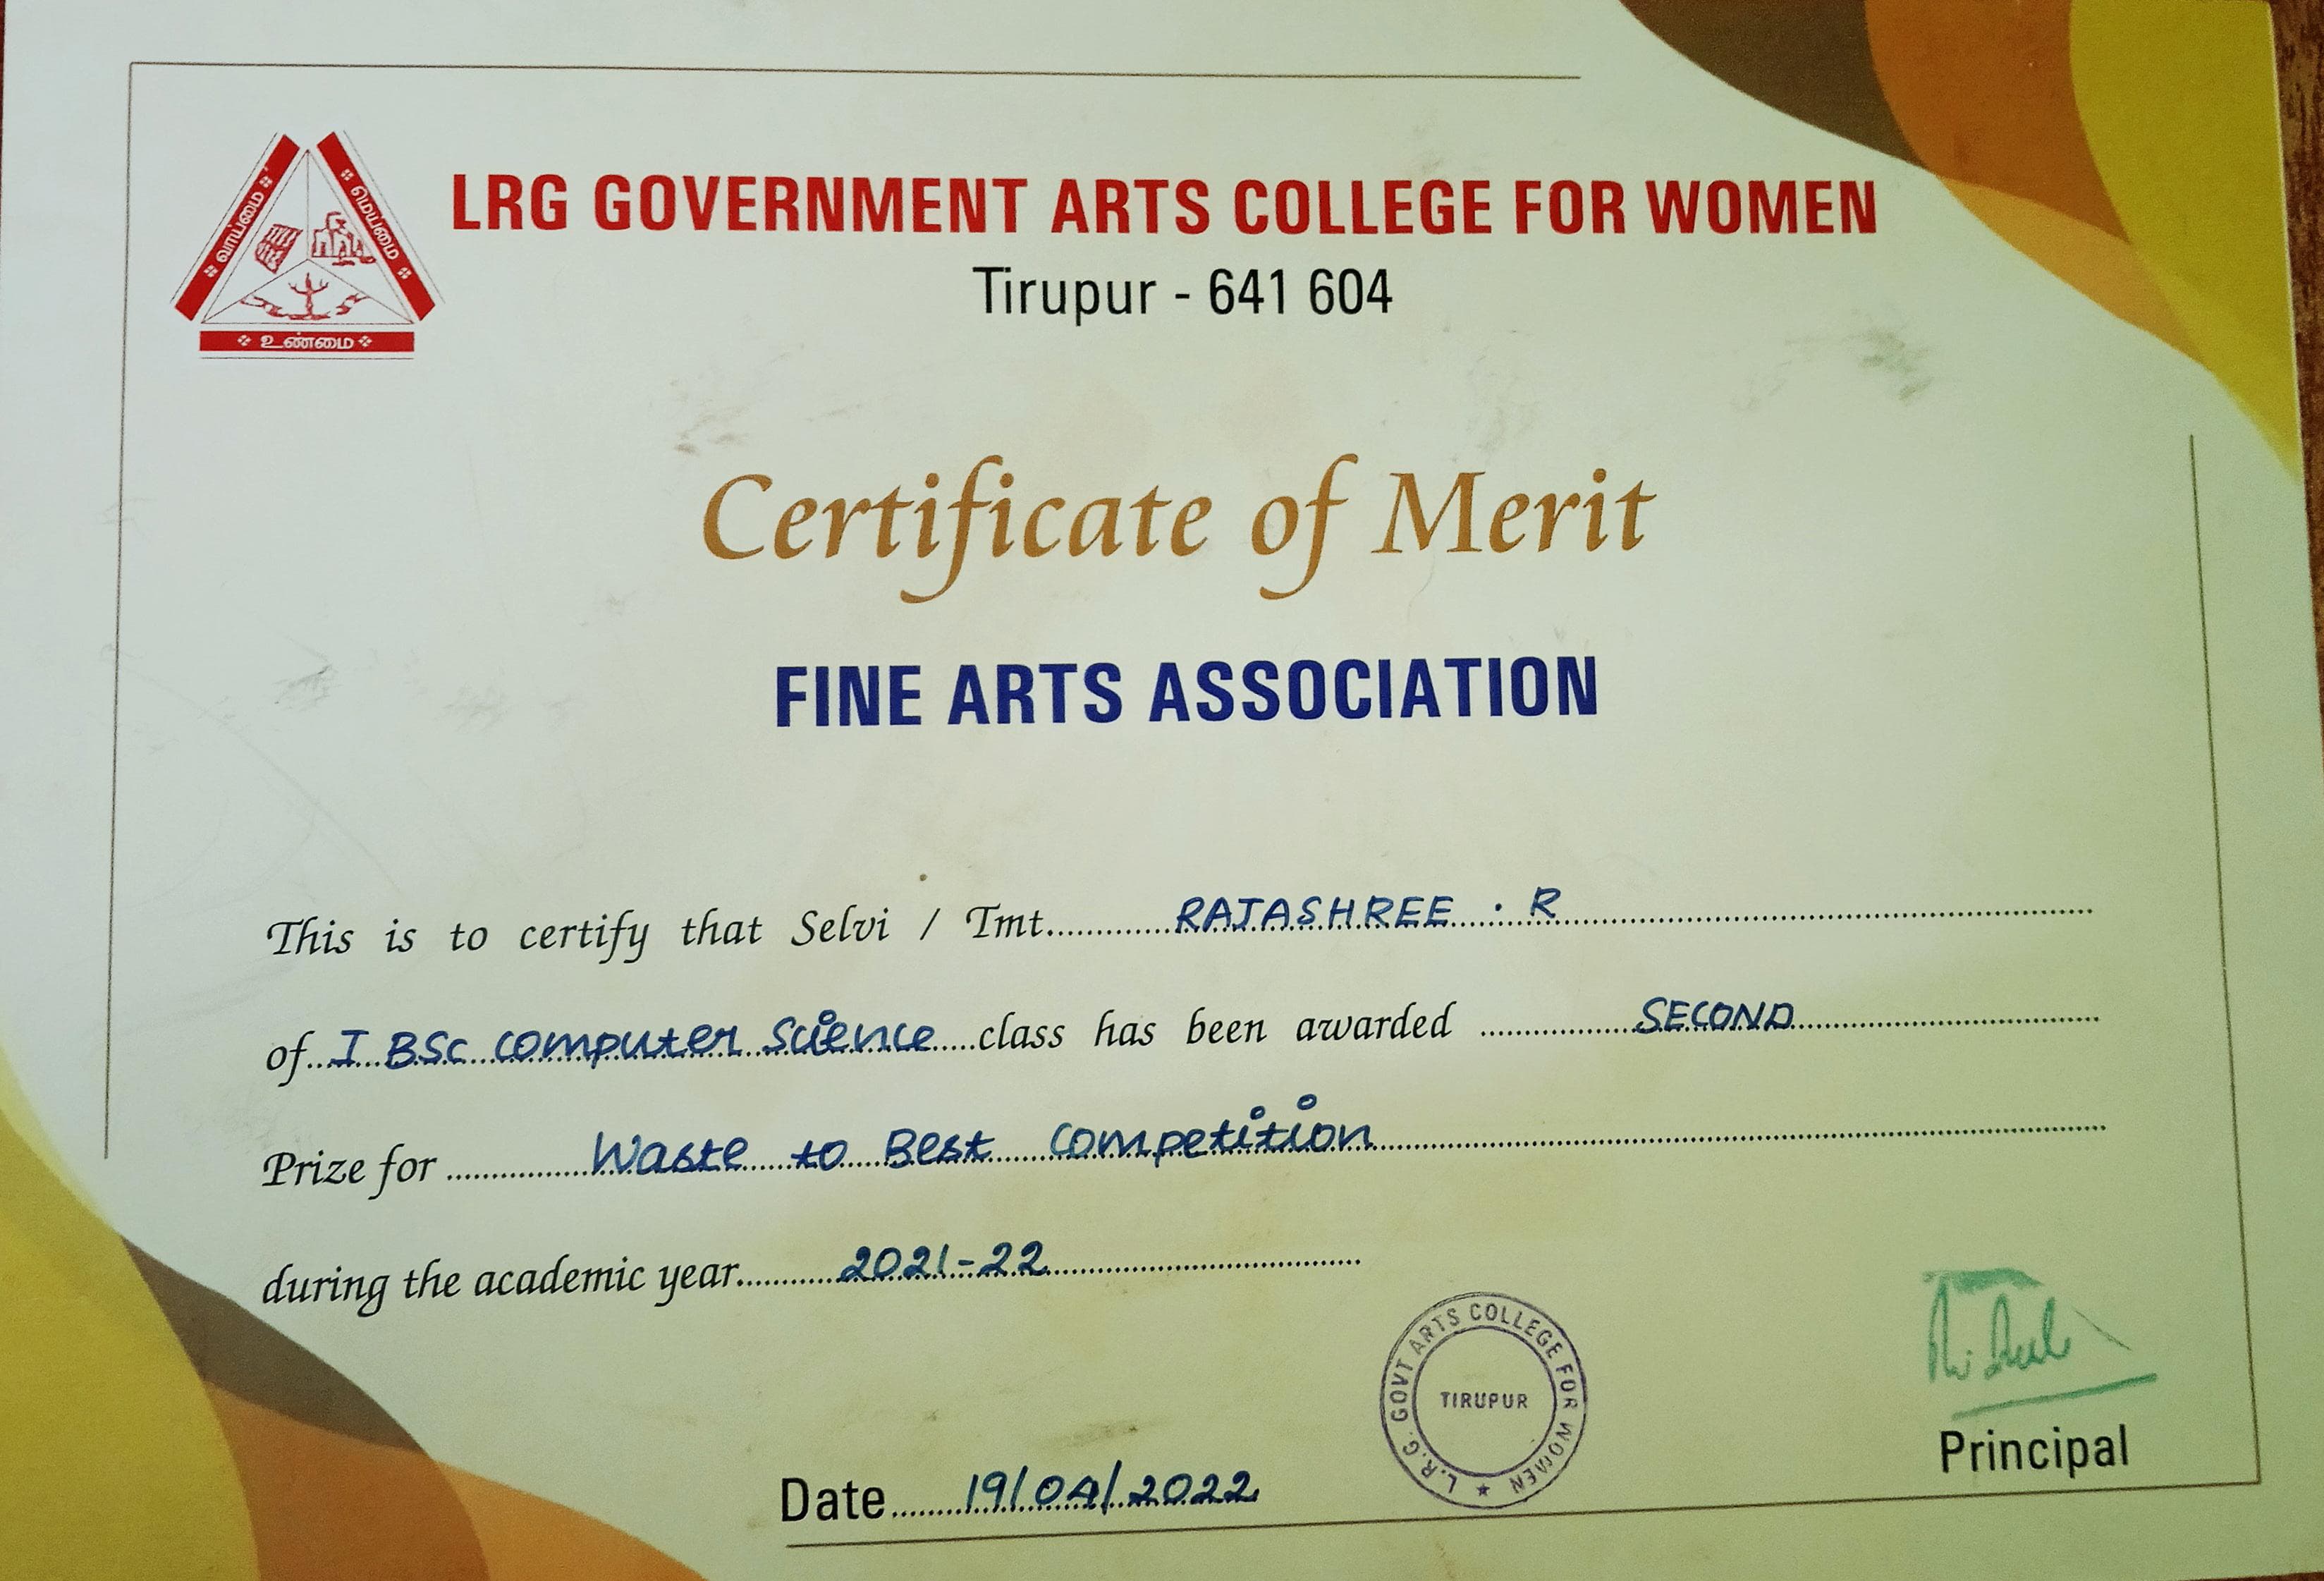 வாய்மை
மெய்மை
உண்மை
LRG GOVERNMENT ARTS COLLEGE FOR WOMEN
Tirupur - 641 604
Certificate of Merit
FINE ARTS ASSOCIATION
This is to certify that Selvi / Tmt. RAJASHREE . R
of I BSc computer Science class has been awarded SECOND
Prize for Waste to Best Competition
during the academic year 2021-22
L.R.G. GOVT ARTS COLLEGE FOR WOMEN
TIRUPUR
Principal
Date 19/04/2022